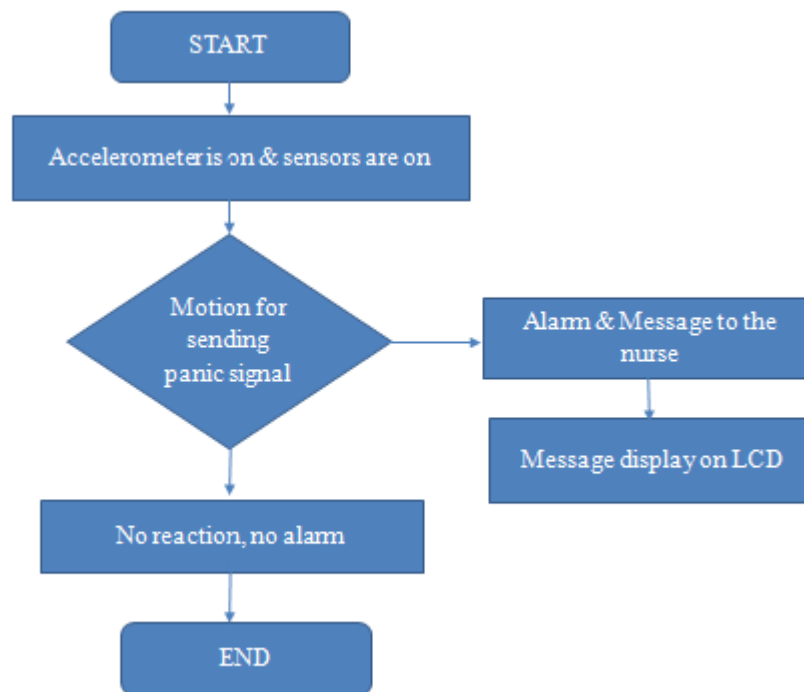 START
Accelerometer is on & sensors are on
Motion for
sending
panic signal
Alarm & Message to the
nurse
Message display on LCD
No reaction, no alarm
END